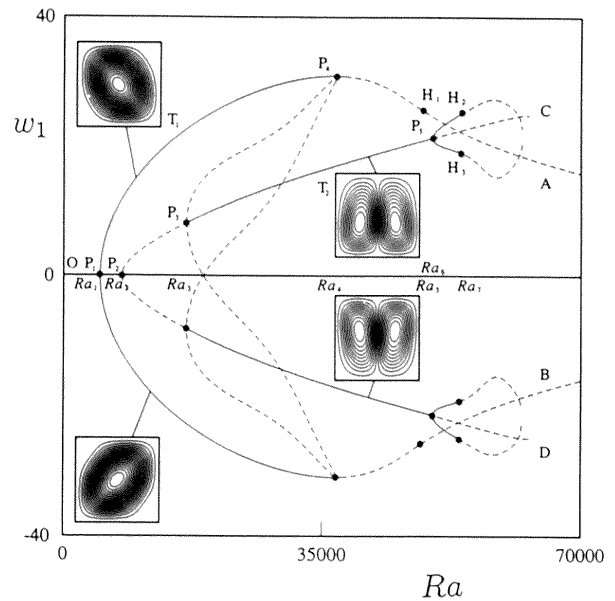 40
P₄
H₁ H₂
T₁
C
w₁
P₅
H₃
A
T₂
P₃
O P₁ P₂
Ra₆
0
Ra₁ Ra₂ Ra₃ Ra₄ Ra₅ Ra₇
B
D
-40
0 35000 70000
Ra